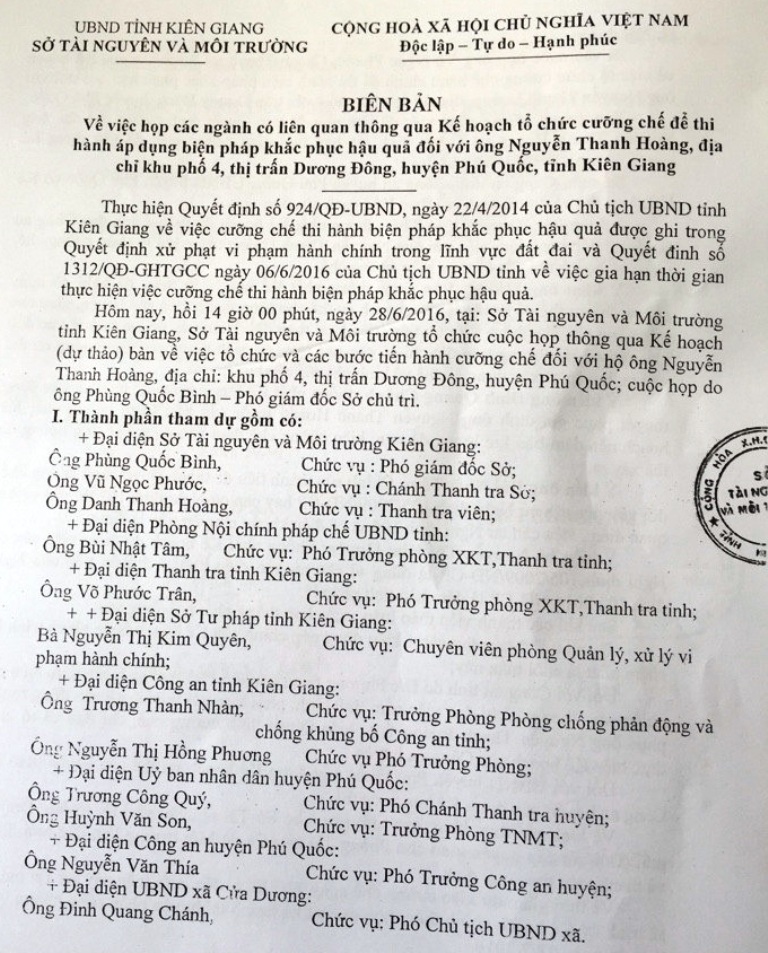 UBND TỈNH KIÊN GIANG
SỞ TÀI NGUYÊN VÀ MÔI TRƯỜNG
CỘNG HOÀ XÃ HỘI CHỦ NGHĨA VIỆT NAM
Độc lập – Tự do – Hạnh phúc
BIÊN BẢN
Về việc họp các ngành có liên quan thông qua Kế hoạch tổ chức cưỡng chế để thi
hành áp dụng biện pháp khắc phục hậu quả đối với ông Nguyễn Thanh Hoàng, địa
chỉ khu phố 4, thị trấn Dương Đông, huyện Phú Quốc, tỉnh Kiên Giang
Thực hiện Quyết định số 924/QĐ-UBND, ngày 22/4/2014 của Chủ tịch UBND tỉnh
Kiên Giang về việc cưỡng chế thi hành biện pháp khắc phục hậu quả được ghi trong
Quyết định xử phạt vi phạm hành chính trong lĩnh vực đất đai và Quyết đinh số
1312/QĐ-GHTGCC ngày 06/6/2016 của Chủ tịch UBND tỉnh về việc gia hạn thời gian
thực hiện việc cưỡng chế thi hành biện pháp khắc phục hậu quả.
Hôm nay, hồi 14 giờ 00 phút, ngày 28/6/2016, tại: Sở Tài nguyên và Môi trường
tỉnh Kiên Giang, Sở Tài nguyên và Môi trường tổ chức cuộc họp thông qua Kế hoạch
(dự thảo) bàn về việc tổ chức và các bước tiến hành cưỡng chế đối với hộ ông Nguyễn
Thanh Hoàng, địa chỉ: khu phố 4, thị trấn Dương Đông, huyện Phú Quốc; cuộc họp do
ông Phùng Quốc Bình – Phó giám đốc Sở chủ trì.
I. Thành phần tham dự gồm có:
+ Đại diện Sở Tài nguyên và Môi trường Kiên Giang:
Ông Phùng Quốc Bình, Chức vụ : Phó giám đốc Sở;
Ông Vũ Ngọc Phước, Chức vụ : Chánh Thanh tra Sở;
Ông Danh Thanh Hoàng, Chức vụ : Thanh tra viên;
+ Đại diện Phòng Nội chính pháp chế UBND tỉnh:
Ông Bùi Nhật Tâm, Chức vụ: Phó Trưởng phòng XKT,Thanh tra tỉnh;
+ Đại diện Thanh tra tỉnh Kiên Giang:
Ông Võ Phước Trân, Chức vụ: Phó Trưởng phòng XKT,Thanh tra tỉnh;
+ + Đại diện Sở Tư pháp tỉnh Kiên Giang:
Bà Nguyễn Thị Kim Quyên, Chức vụ: Chuyên viên phòng Quản lý, xử lý vi
phạm hành chính;
+ Đại diện Công an tỉnh Kiên Giang:
Ông Trương Thanh Nhàn, Chức vụ: Trưởng Phòng Phòng chống phản động và
chống khủng bố Công an tỉnh;
Ông Nguyễn Thị Hồng Phương Chức vụ Phó Trưởng Phòng;
+ Đại diện Uỷ ban nhân dân huyện Phú Quốc:
Ông Trương Công Quý, Chức vụ: Phó Chánh Thanh tra huyện;
Ông Huỳnh Văn Son, Chức vụ: Trưởng Phòng TNMT;
+ Đại diện Công an huyện Phú Quốc:
Ông Nguyễn Văn Thía Chức vụ: Phó Trưởng Công an huyện;
+ Đại diện UBND xã Cửa Dương:
Ông Đinh Quang Chánh, Chức vụ: Phó Chủ tịch UBND xã.
★ CỘNG HÒA X.H.
SỞ
TÀI NG
VÀ MÔI T